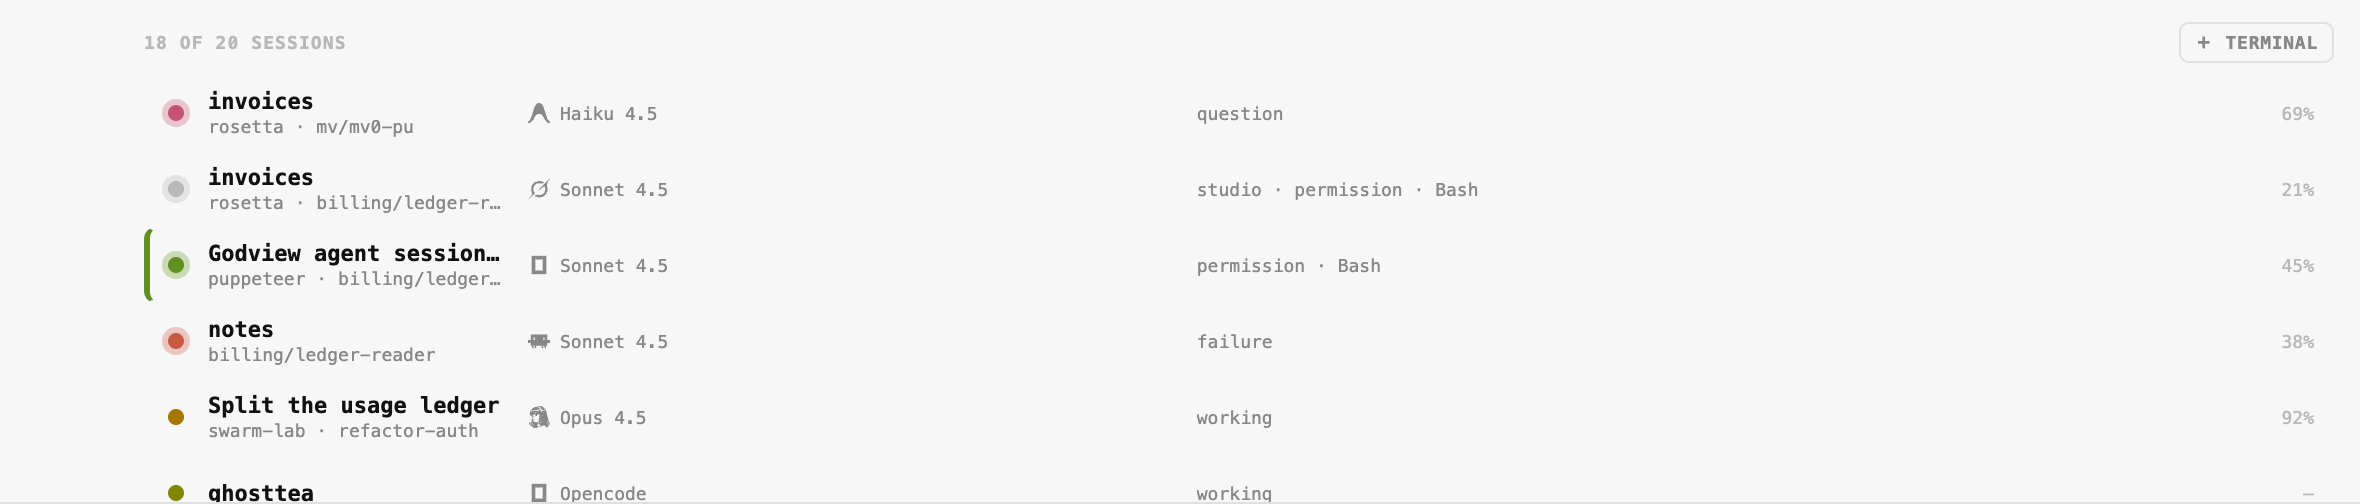 18 OF 20 SESSIONS
+ TERMINAL
invoices
rosetta · mv/mv0-pu
Haiku 4.5
question
69%
invoices
rosetta · billing/ledger-r…
Sonnet 4.5
studio · permission · Bash
21%
Godview agent session…
puppeteer · billing/ledger…
Sonnet 4.5
permission · Bash
45%
notes
billing/ledger-reader
Sonnet 4.5
failure
38%
Split the usage ledger
swarm-lab · refactor-auth
Opus 4.5
working
92%
ghosttea
Opencode
working
—